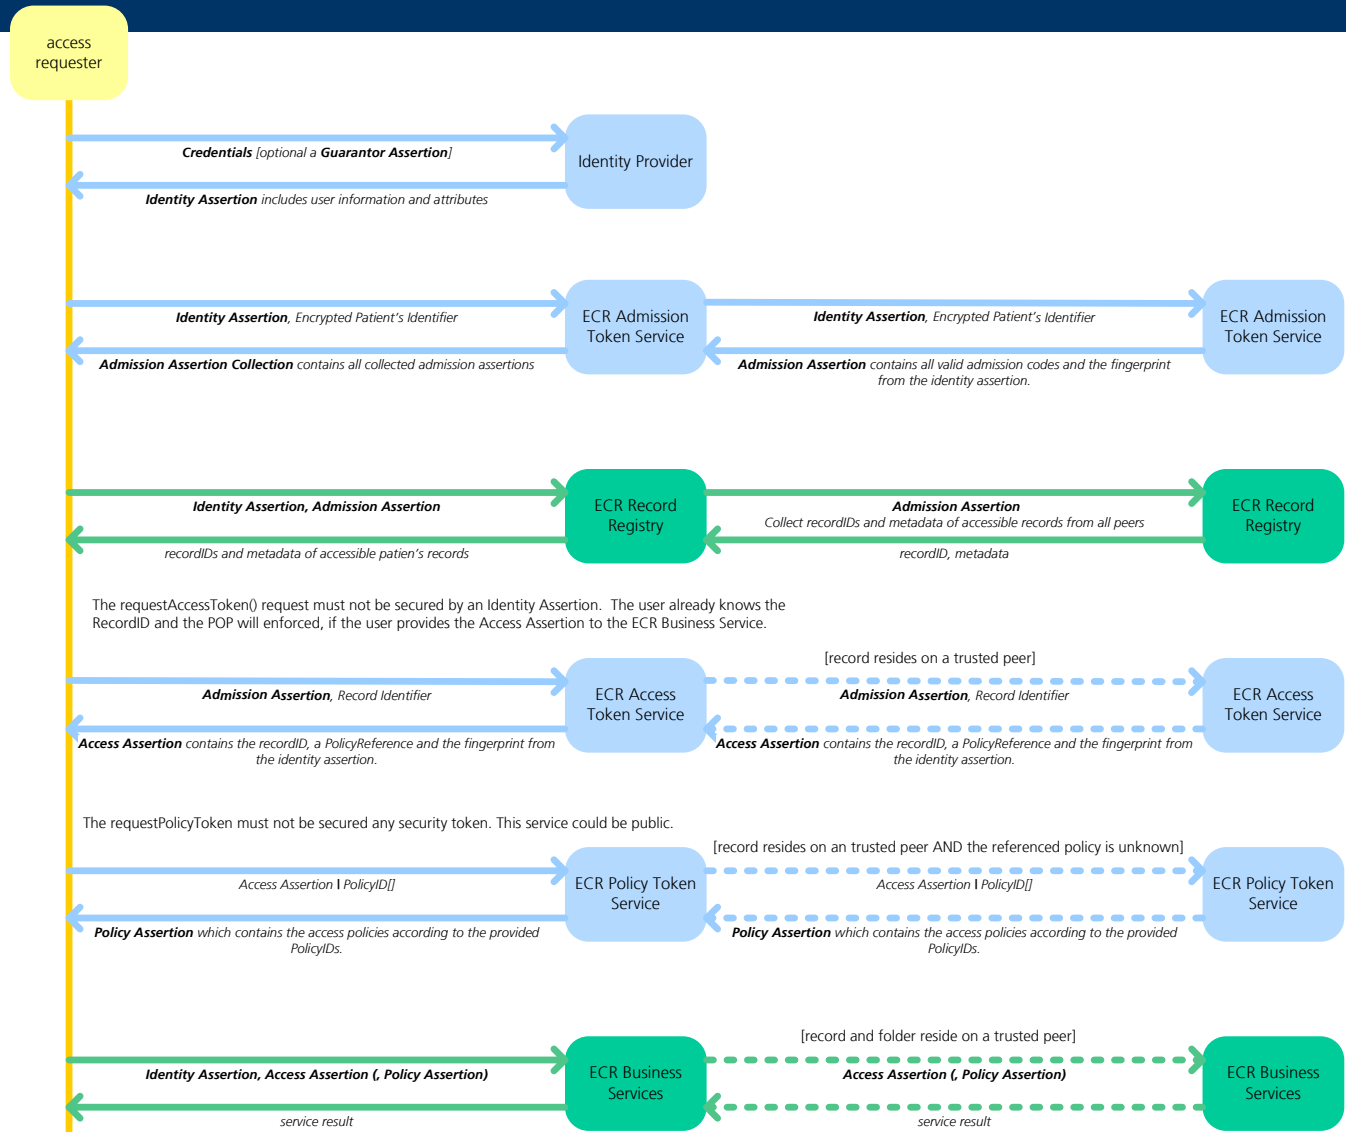 access
requester
Credentials [optional a Guarantor Assertion]
Identity Provider
Identity Assertion includes user information and attributes
Identity Assertion, Encrypted Patient's Identifier
ECR Admission
Token Service
Identity Assertion, Encrypted Patient's Identifier
ECR Admission
Token Service
Admission Assertion Collection contains all collected admission assertions
Admission Assertion contains all valid admission codes and the fingerprint
from the identity assertion.
Identity Assertion, Admission Assertion
ECR Record
Registry
Admission Assertion
Collect recordIDs and metadata of accessible records from all peers
ECR Record
Registry
recordIDs and metadata of accessible patien's records
recordID, metadata
The requestAccessToken() request must not be secured by an Identity Assertion.  The user already knows the
RecordID and the POP will enforced, if the user provides the Access Assertion to the ECR Business Service.
[record resides on a trusted peer]
Admission Assertion, Record Identifier
ECR Access
Token Service
Admission Assertion, Record Identifier
ECR Access
Token Service
Access Assertion contains the recordID, a PolicyReference and the fingerprint from
the identity assertion.
Access Assertion contains the recordID, a PolicyReference and the fingerprint from
the identity assertion.
The requestPolicyToken must not be secured any security token. This service could be public.
[record resides on an trusted peer AND the referenced policy is unknown]
Access Assertion | PolicyID[]
ECR Policy Token
Service
Access Assertion | PolicyID[]
ECR Policy Token
Service
Policy Assertion which contains the access policies according to the provided
PolicyIDs.
Policy Assertion which contains the access policies according to the provided
PolicyIDs.
[record and folder reside on a trusted peer]
Identity Assertion, Access Assertion (, Policy Assertion)
ECR Business
Services
Access Assertion (, Policy Assertion)
ECR Business
Services
service result
service result